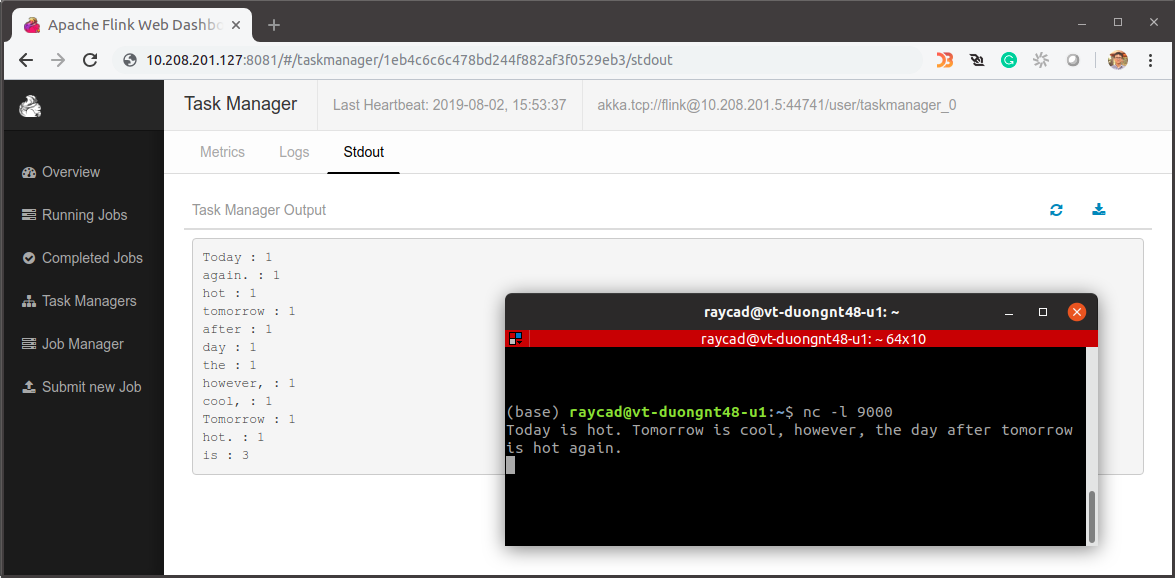 Apache Flink Web Dashbo
10.208.201.127:8081/#/taskmanager/1eb4c6c6c478bd244f882af3f0529eb3/stdout
Task Manager
Last Heartbeat: 2019-08-02, 15:53:37
akka.tcp://flink@10.208.201.5:44741/user/taskmanager_0
Overview
Running Jobs
Completed Jobs
Task Managers
Job Manager
Submit new Job
Metrics
Logs
Stdout
Task Manager Output
Today : 1
again. : 1
hot : 1
tomorrow : 1
after : 1
day : 1
the : 1
however, : 1
cool, : 1
Tomorrow : 1
hot. : 1
is : 3
raycad@vt-duongnt48-u1: ~
raycad@vt-duongnt48-u1: ~ 64x10
(base) raycad@vt-duongnt48-u1:~$ nc -l 9000
Today is hot. Tomorrow is cool, however, the day after tomorrow
is hot again.